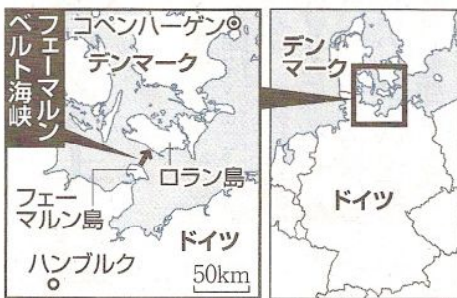 フェーマルン
ベルト海峡
コペンハーゲン
デンマーク
ロラン島
フェー
マルン島
ドイツ
ハンブルク
50km
デン
マーク
ドイツ